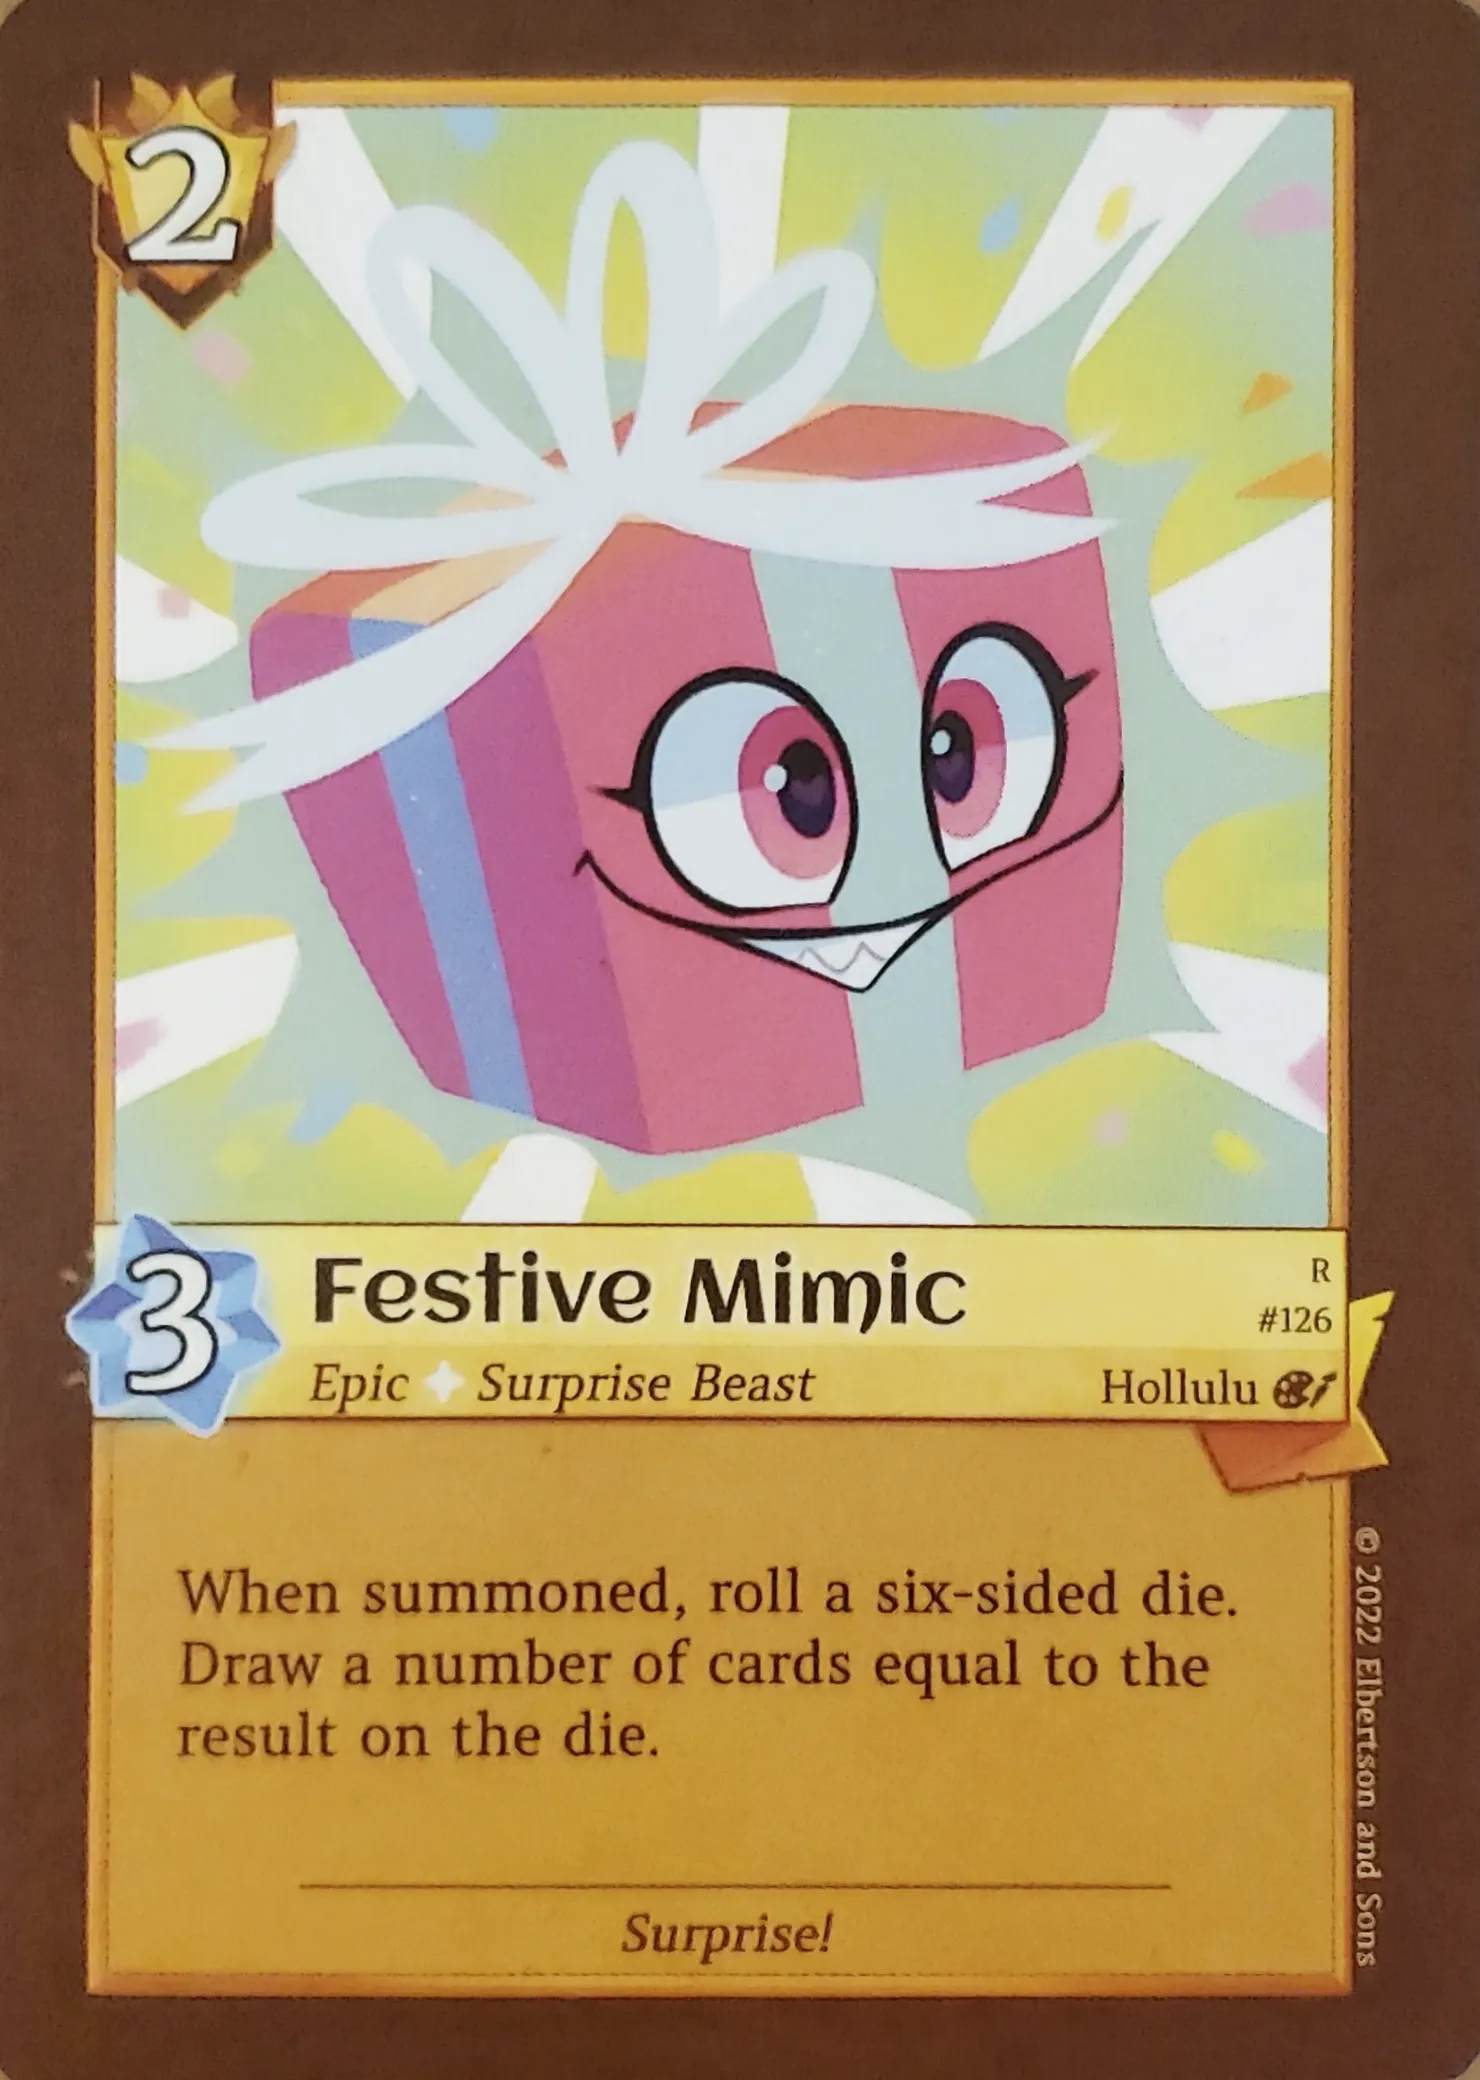 2
3
Festive Mimic
R
#126
Epic ✦ Surprise Beast
Hollulu
When summoned, roll a six-sided die.
Draw a number of cards equal to the
result on the die.
Surprise!
© 2022 Elbertson and Sons